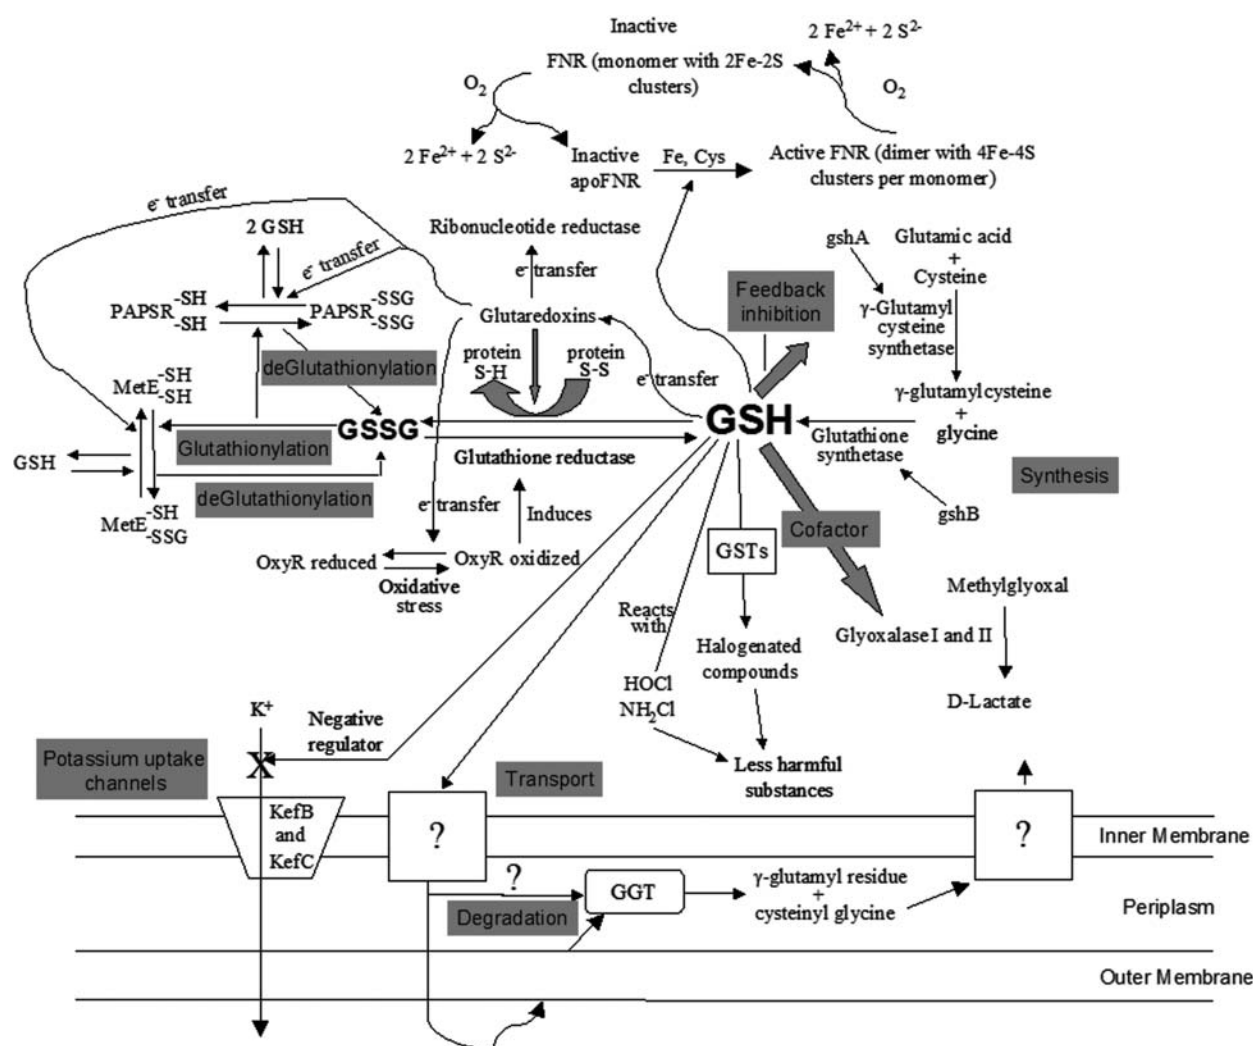 Inactive
FNR (monomer with 2Fe-2S
clusters)
2 Fe²⁺ + 2 S²⁻
O₂
O₂
2 Fe²⁺ + 2 S²⁻
Inactive
apoFNR
Fe, Cys
Active FNR (dimer with 4Fe-4S
clusters per monomer)
e⁻ transfer
2 GSH
e⁻ transfer
Ribonucleotide reductase
e⁻ transfer
gshA
Glutamic acid
+
Cysteine
Feedback
inhibition
γ-Glutamyl
cysteine
synthetase
PAPSR
-SH
-SH
PAPSR
-SSG
-SSG
Glutaredoxins
deGlutathionylation
protein
S-H
protein
S-S
e⁻ transfer
MetE
-SH
-SH
γ-glutamylcysteine
+
glycine
GSSG
GSH
Glutathionylation
GSH
Glutathione reductase
Glutathione
synthetase
Synthesis
deGlutathionylation
gshB
MetE
-SH
-SSG
e⁻ transfer
Induces
Cofactor
GSTs
OxyR reduced
OxyR oxidized
Oxidative
stress
Methylglyoxal
Reacts
with
Halogenated
compounds
Glyoxalase I and II
HOCl
NH₂Cl
D-Lactate
K⁺
Negative
regulator
Potassium uptake
channels
X
Transport
Less harmful
substances
KefB
and
KefC
?
?
Inner Membrane
?
Degradation
GGT
γ-glutamyl residue
+
cysteinyl glycine
Periplasm
Outer Membrane